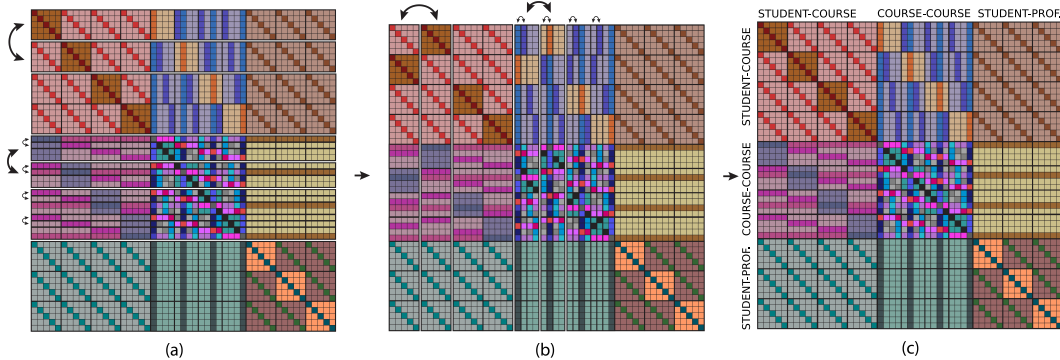 STUDENT-COURSE COURSE-COURSE STUDENT-PROF.
STUDENT-COURSE
COURSE-COURSE
STUDENT-PROF.
(a) (b) (c)